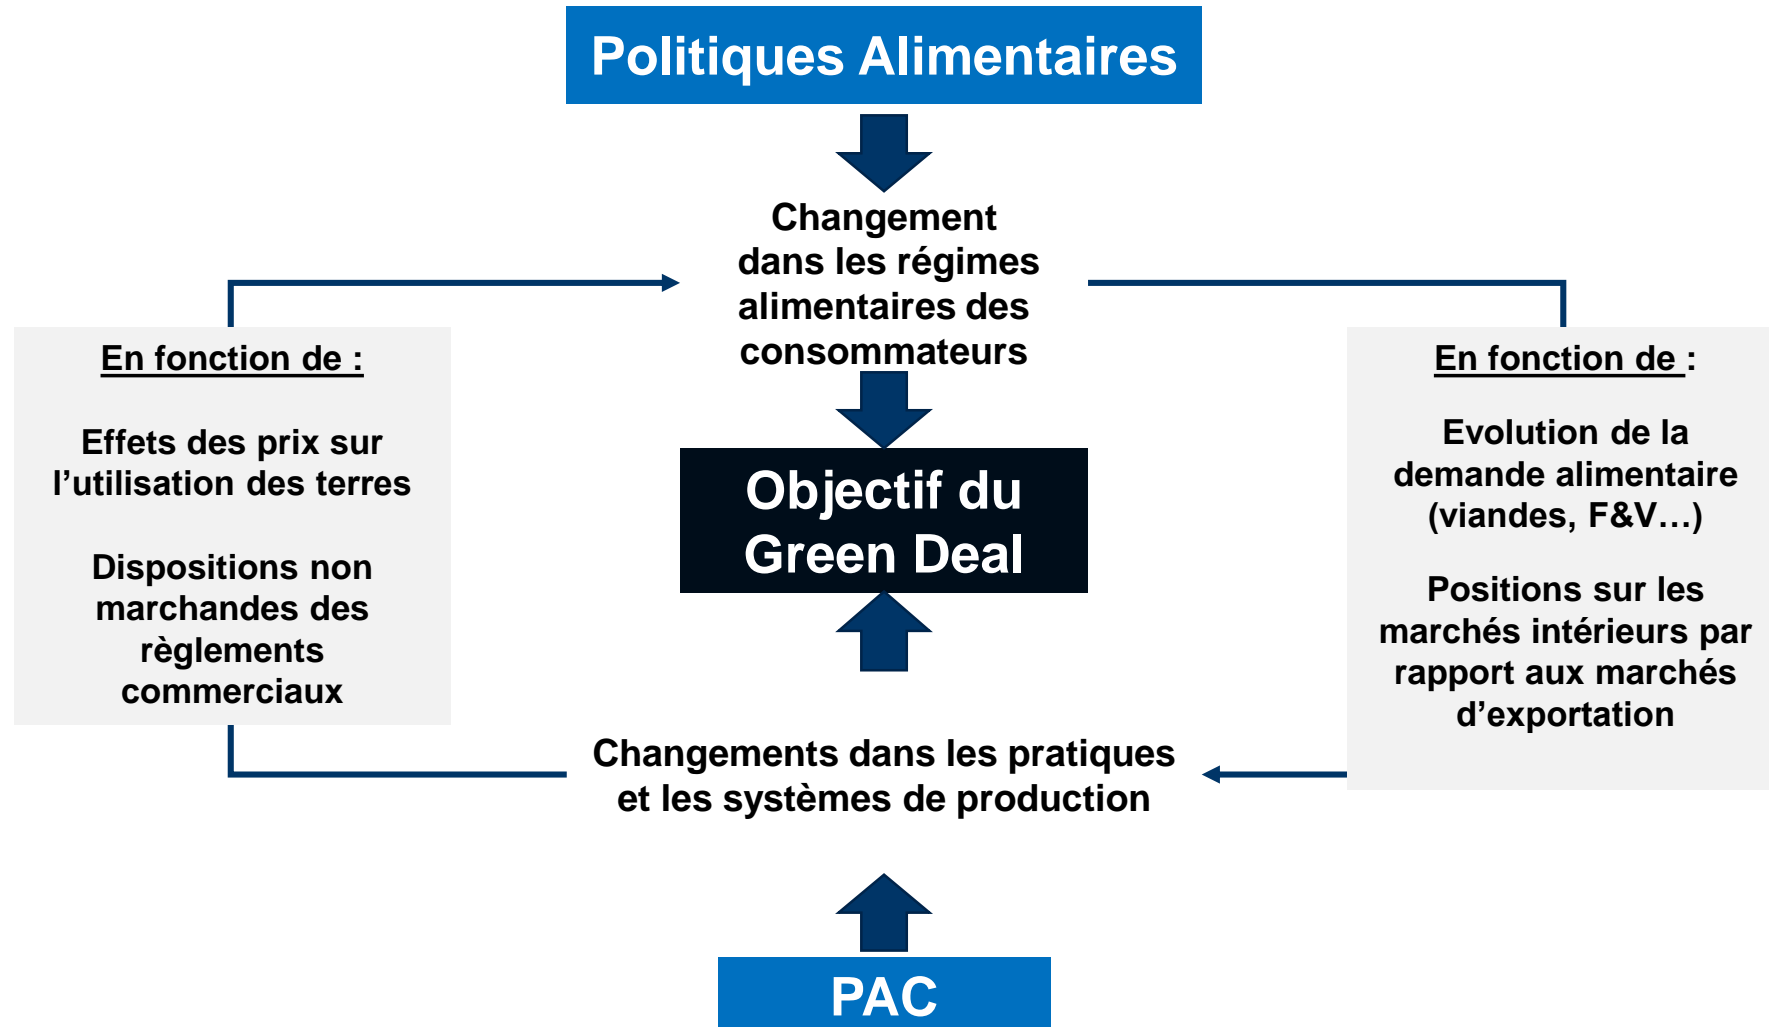 Politiques Alimentaires
Changement
dans les régimes
alimentaires des
consommateurs
En fonction de :
Effets des prix sur
l’utilisation des terres
Dispositions non
marchandes des
règlements
commerciaux
Objectif du
Green Deal
En fonction de :
Evolution de la
demande alimentaire
(viandes, F&V…)
Positions sur les
marchés intérieurs par
rapport aux marchés
d’exportation
Changements dans les pratiques
et les systèmes de production
PAC